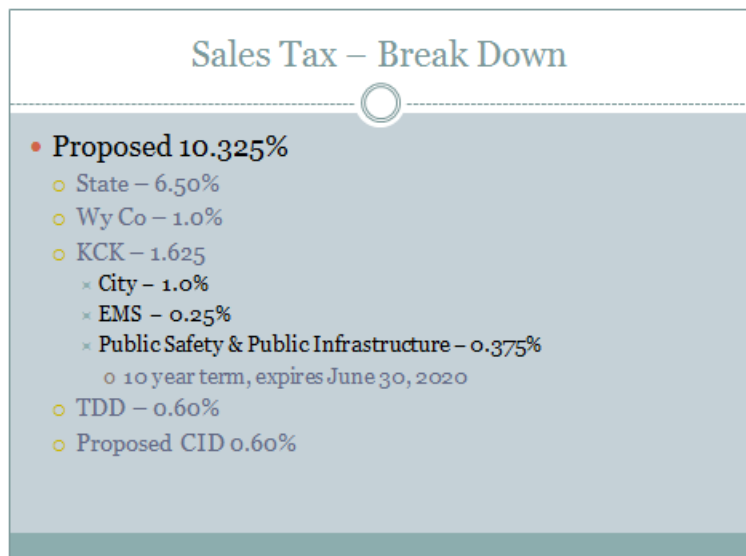 Sales Tax – Break Down
• Proposed 10.325%
o State – 6.50%
o Wy Co – 1.0%
o KCK – 1.625
× City – 1.0%
× EMS – 0.25%
× Public Safety & Public Infrastructure – 0.375%
o 10 year term, expires June 30, 2020
o TDD – 0.60%
o Proposed CID 0.60%